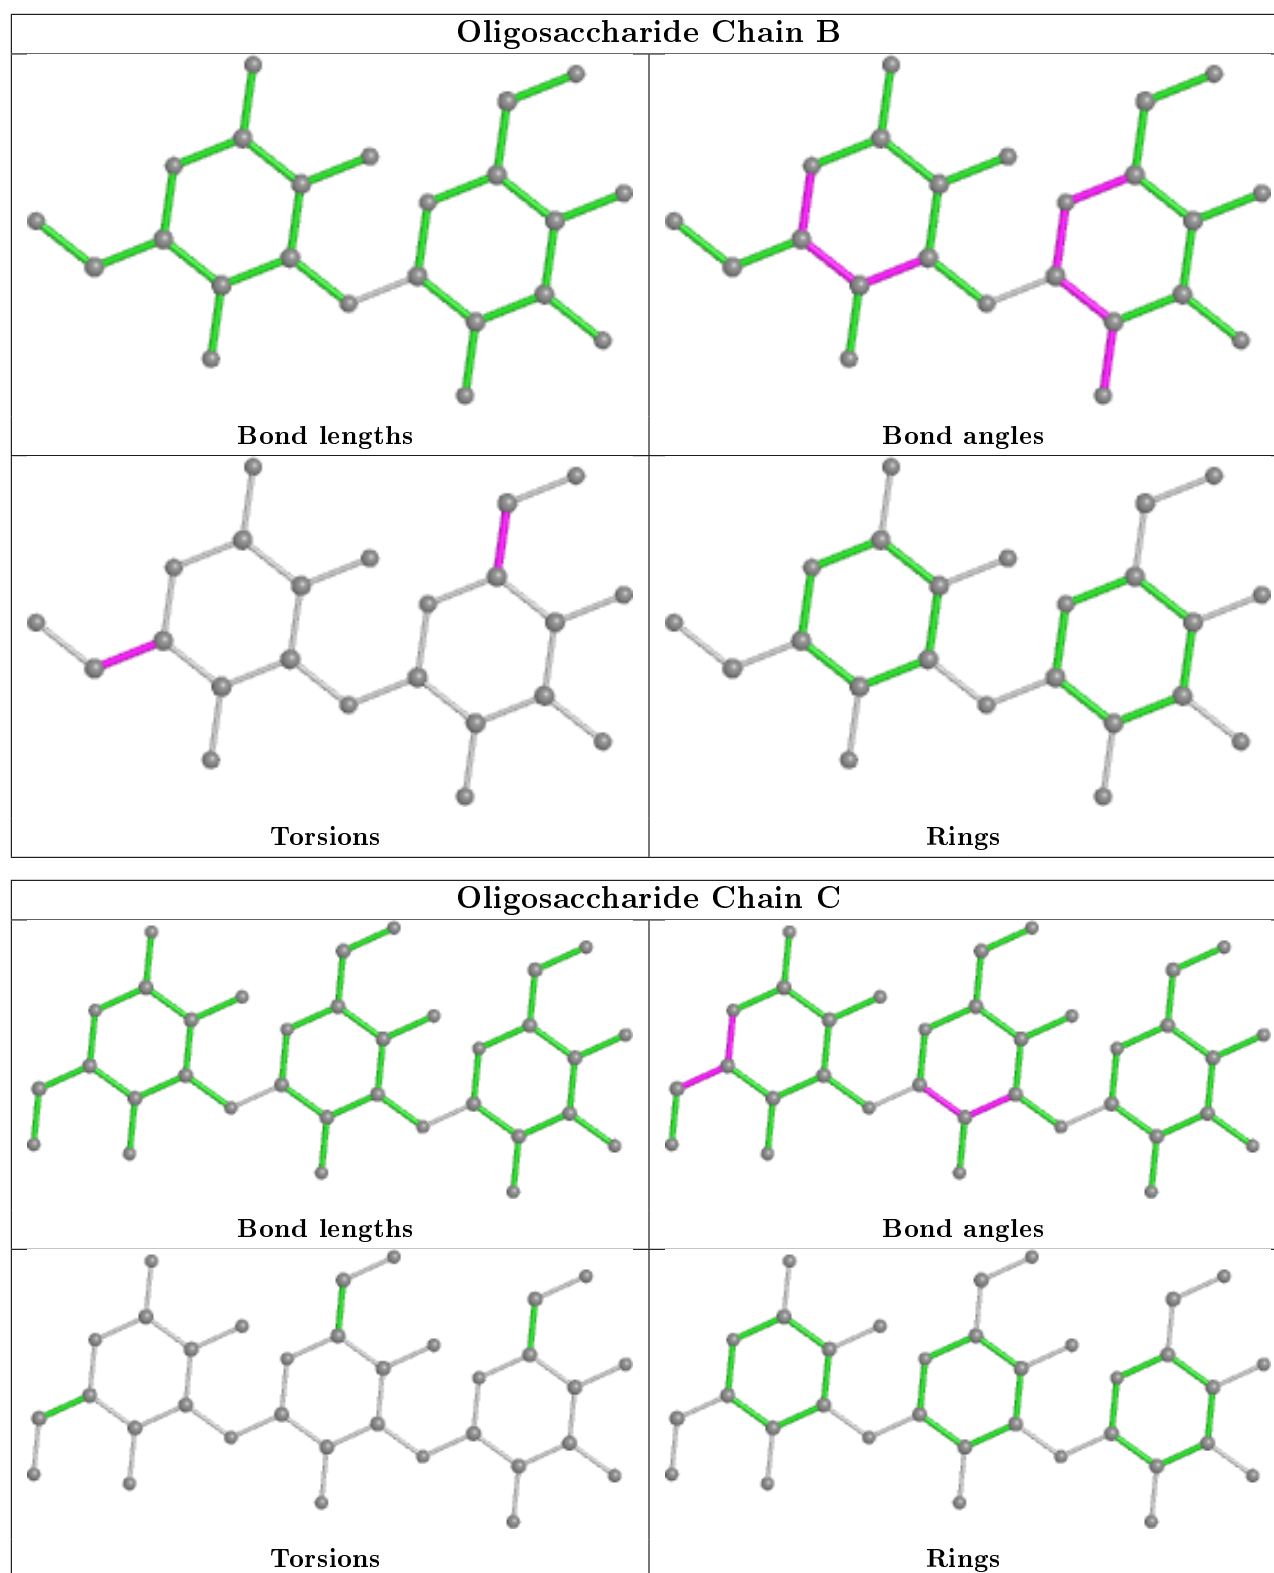 Oligosaccharide Chain B
Bond lengths
Bond angles
Torsions
Rings
Oligosaccharide Chain C
Bond lengths
Bond angles
Torsions
Rings